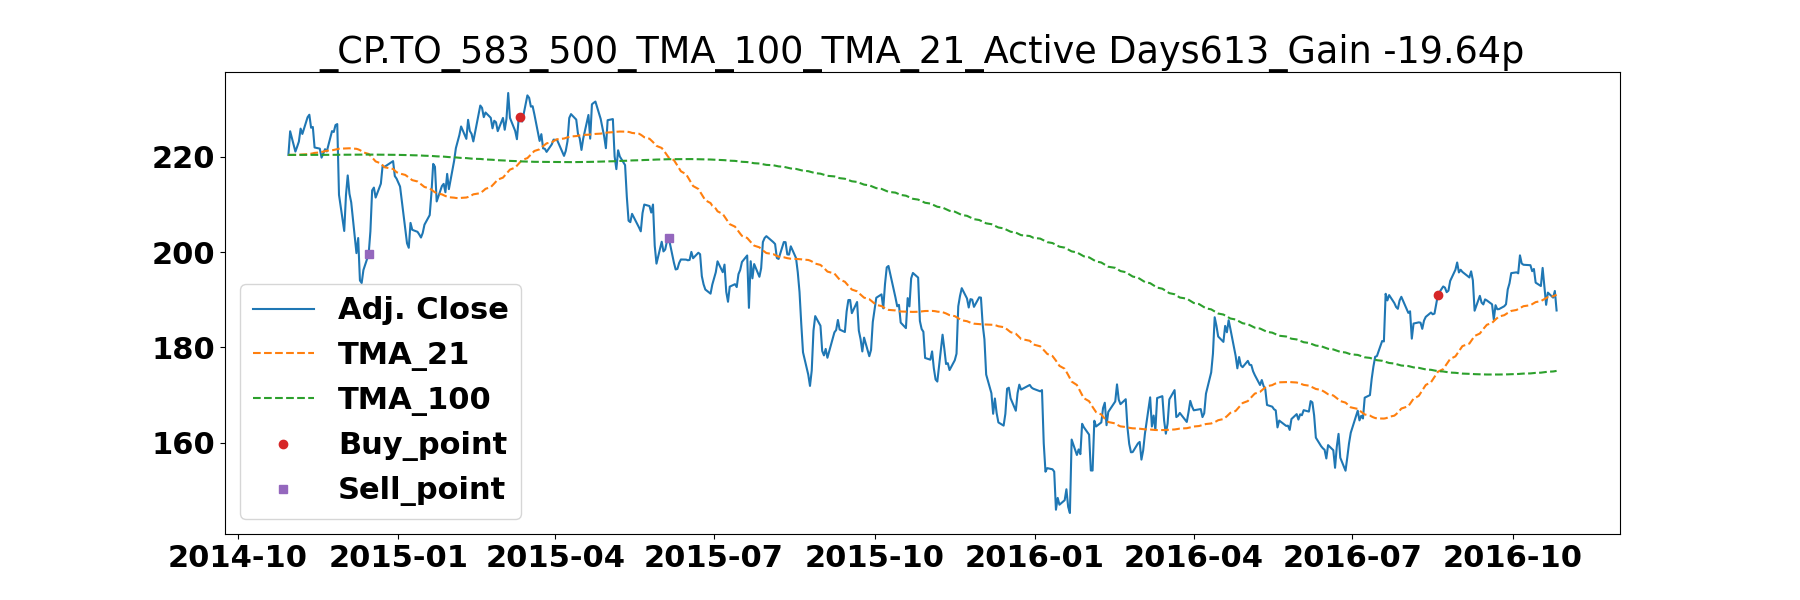 _CP.TO_583_500_TMA_100_TMA_21_Active Days613_Gain -19.64p
220
200
180
160
Adj. Close
TMA_21
TMA_100
Buy_point
Sell_point
2014-10 2015-01 2015-04 2015-07 2015-10 2016-01 2016-04 2016-07 2016-10